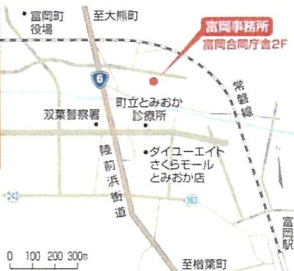 富岡町
役場
至大熊町
富岡事務所
富岡合同庁舎2F
6
常磐線
町立とみおか
診療所
双葉警察署
陸前浜街道
ダイユーエイト
さくらモール
とみおか店
243
富岡駅
0 100 200 300m
至楢葉町